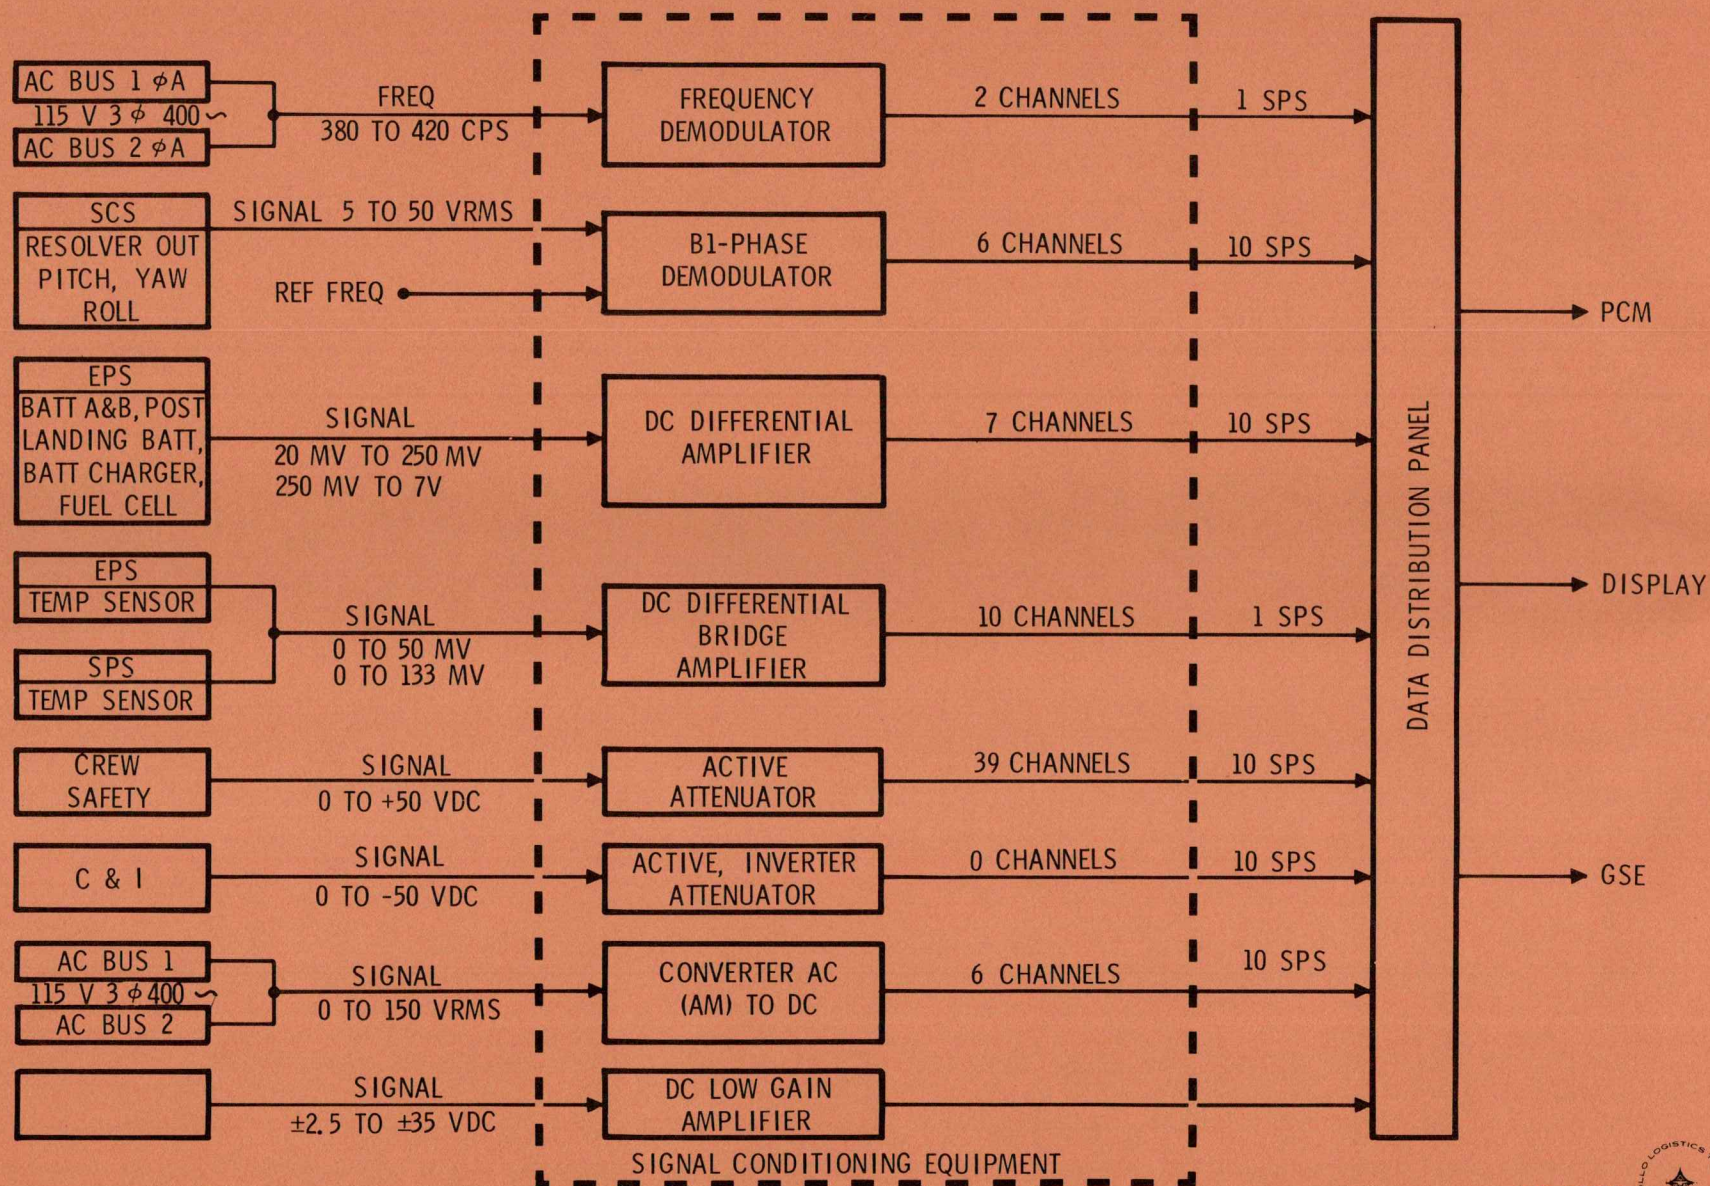 AC BUS 1 ϕA
115 V 3 ϕ 400 ~
AC BUS 2 ϕA
FREQ
380 TO 420 CPS
FREQUENCY
DEMODULATOR
2 CHANNELS
1 SPS
SCS
RESOLVER OUT
PITCH, YAW
ROLL
SIGNAL 5 TO 50 VRMS
REF FREQ
B1-PHASE
DEMODULATOR
6 CHANNELS
10 SPS
EPS
BATT A&B, POST
LANDING BATT,
BATT CHARGER,
FUEL CELL
SIGNAL
20 MV TO 250 MV
250 MV TO 7V
DC DIFFERENTIAL
AMPLIFIER
7 CHANNELS
10 SPS
EPS
TEMP SENSOR
SPS
TEMP SENSOR
SIGNAL
0 TO 50 MV
0 TO 133 MV
DC DIFFERENTIAL
BRIDGE
AMPLIFIER
10 CHANNELS
1 SPS
CREW
SAFETY
SIGNAL
0 TO +50 VDC
ACTIVE
ATTENUATOR
39 CHANNELS
10 SPS
C & I
SIGNAL
0 TO -50 VDC
ACTIVE, INVERTER
ATTENUATOR
0 CHANNELS
10 SPS
AC BUS 1
115 V 3 ϕ 400 ~
AC BUS 2
SIGNAL
0 TO 150 VRMS
CONVERTER AC
(AM) TO DC
6 CHANNELS
10 SPS
SIGNAL
±2.5 TO ±35 VDC
DC LOW GAIN
AMPLIFIER
SIGNAL CONDITIONING EQUIPMENT
DATA DISTRIBUTION PANEL
PCM
DISPLAY
GSE
LOGISTICS